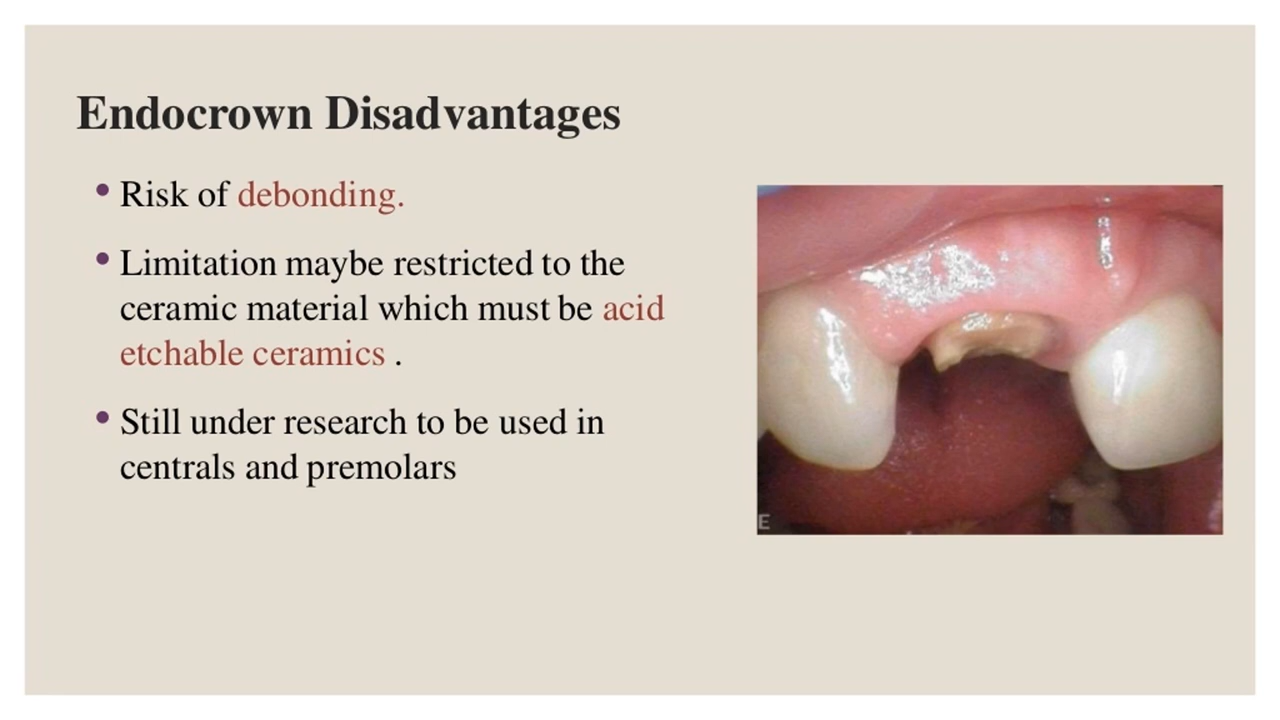 Endocrown Disadvantages
• Risk of debonding.
• Limitation maybe restricted to the
ceramic material which must be acid
etchable ceramics .
• Still under research to be used in
centrals and premolars
E